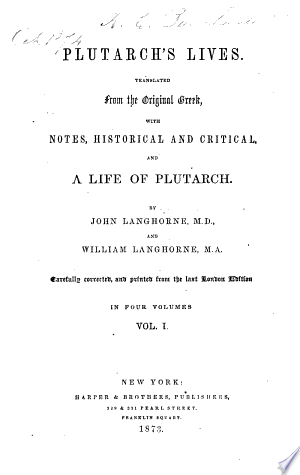 PLUTARCH'S LIVES.
TRANSLATED
from the Original Greek,
WITH
NOTES, HISTORICAL AND CRITICAL,
AND
A LIFE OF PLUTARCH.
BY
JOHN LANGHORNE, M.D.,
AND
WILLIAM LANGHORNE, M.A.
Carefully corrected, and printed from the last London Edition
IN FOUR VOLUMES
VOL. I.
NEW YORK:
HARPER & BROTHERS, PUBLISHERS,
329 & 331 PEARL STREET,
FRANKLIN SQUARE.
1873.